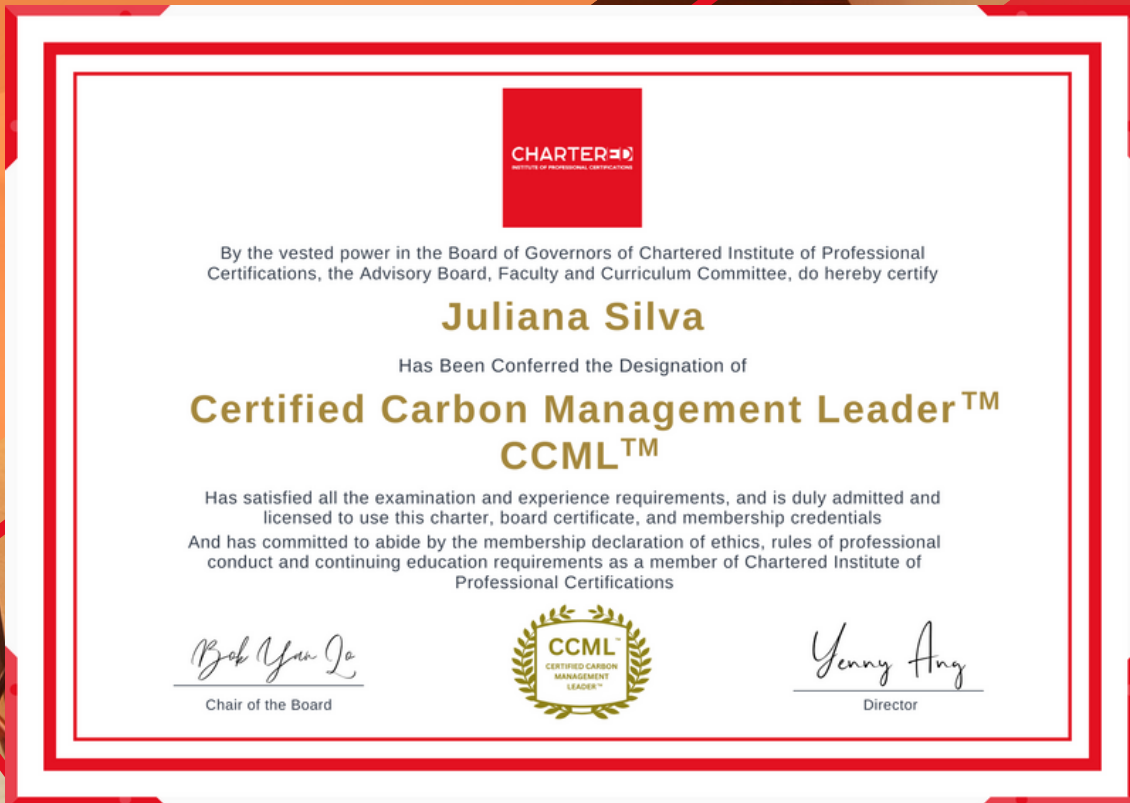 CHARTERED
INSTITUTE OF PROFESSIONAL CERTIFICATIONS
By the vested power in the Board of Governors of Chartered Institute of Professional
Certifications, the Advisory Board, Faculty and Curriculum Committee, do hereby certify
Juliana Silva
Has Been Conferred the Designation of
Certified Carbon Management Leader™
CCML™
Has satisfied all the examination and experience requirements, and is duly admitted and
licensed to use this charter, board certificate, and membership credentials
And has committed to abide by the membership declaration of ethics, rules of professional
conduct and continuing education requirements as a member of Chartered Institute of
Professional Certifications
Bok Yan Lo
Chair of the Board
CCML™
CERTIFIED CARBON
MANAGEMENT
LEADER™
Yenny Ang
Director